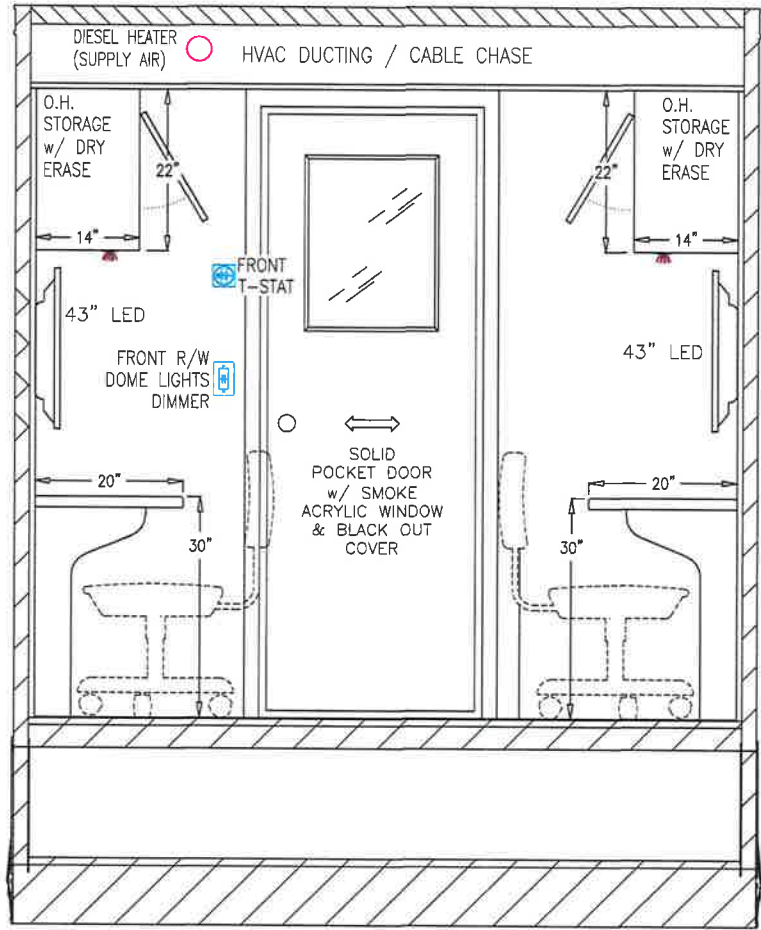 DIESEL HEATER
(SUPPLY AIR)
HVAC DUCTING / CABLE CHASE
O.H.
STORAGE
w/ DRY
ERASE
22"
14"
O.H.
STORAGE
w/ DRY
ERASE
22"
14"
FRONT
T-STAT
43" LED
43" LED
FRONT R/W
DOME LIGHTS
DIMMER
SOLID
POCKET DOOR
w/ SMOKE
ACRYLIC WINDOW
& BLACK OUT
COVER
20"
30"
20"
30"